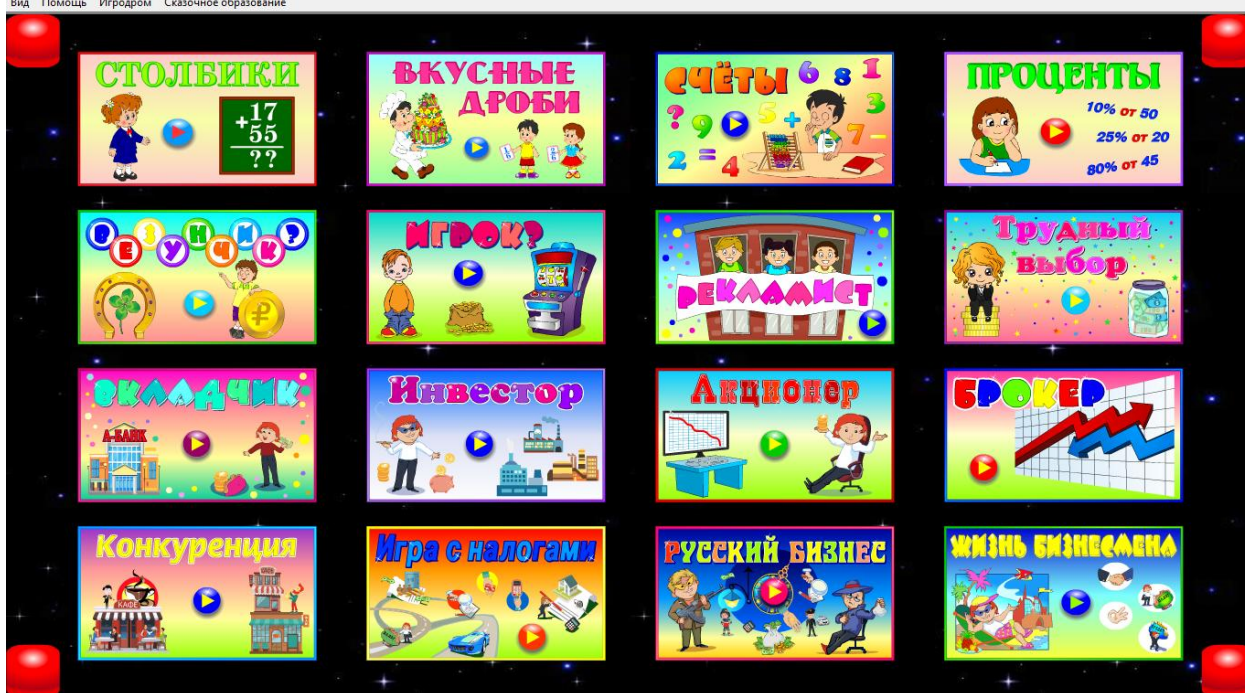 Вид Помощь Игродром Сказочное образование
СТОЛБИКИ
+17
55
??
ВКУСНЫЕ
ДРОБИ
СЧЁТЫ
6 8 1
? 9 5 + 3
7 -
2 = 4
ПРОЦЕНТЫ
10% от 50
25% от 20
80% от 45
ВЕЗУНЧИК?
₽
ИГРОК?
РЕКЛАМИСТ
Трудный
выбор
ВКЛАДЧИК
А-БАНК
Инвестор
Акционер
БРОКЕР
Конкуренция
КАФЕ
Игра с налогами
РУССКИЙ БИЗНЕС
ЖИЗНЬ БИЗНЕСМЕНА